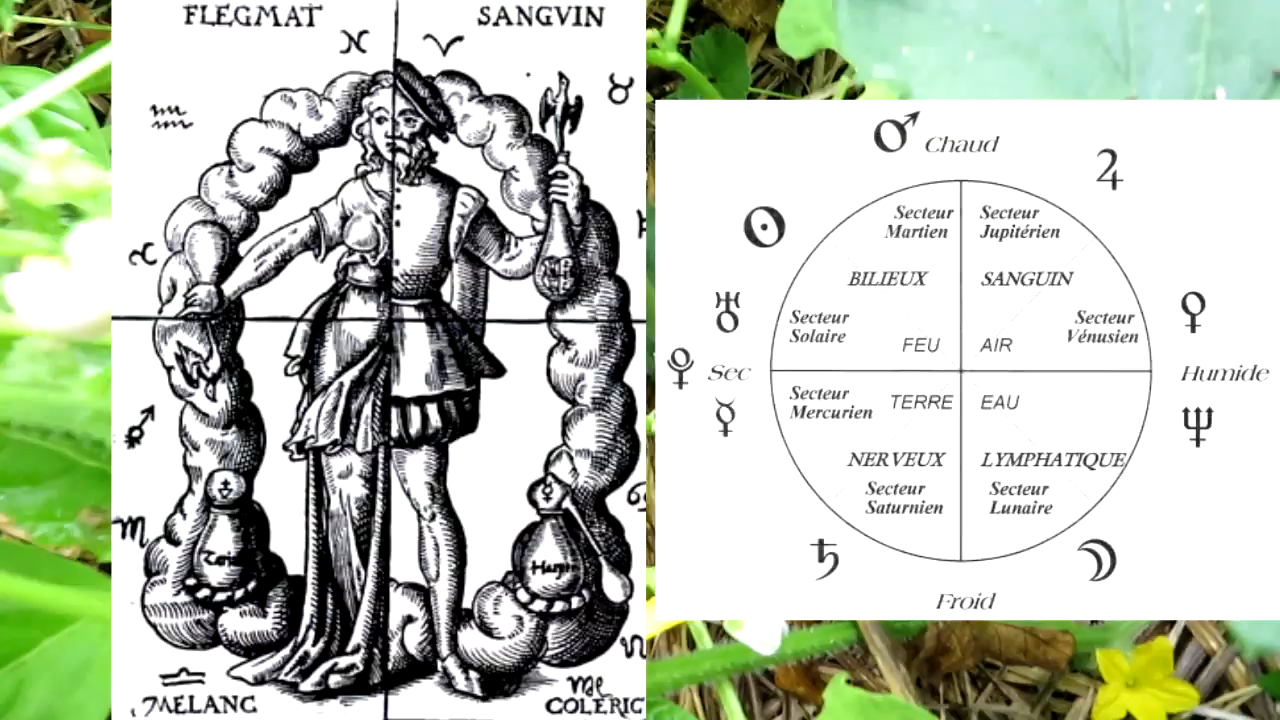 FLEGMAT
SANGVIN
MELANC
COLERIC
Chaud
Secteur
Martien
Secteur
Jupitérien
BILIEUX
SANGUIN
Secteur
Solaire
Secteur
Vénusien
FEU
AIR
Sec
Humide
Secteur
Mercurien
TERRE
EAU
NERVEUX
LYMPHATIQUE
Secteur
Saturnien
Secteur
Lunaire
Froid